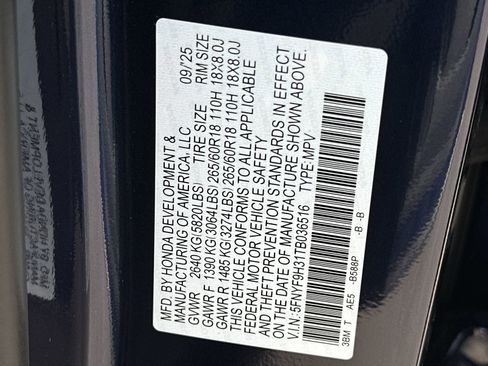 MFD. BY HONDA DEVELOPMENT & 09/'25
MANUFACTURING OF AMERICA, LLC
GVWR 2640 KG(5820LBS) TIRE SIZE RIM SIZE
GAWR F 1390 KG(3064LBS) 265/60R18 110H 18X8.0J
GAWR R 1485 KG(3274LBS) 265/60R18 110H 18X8.0J
THIS VEHICLE CONFORMS TO ALL APPLICABLE
FEDERAL MOTOR VEHICLE SAFETY
AND THEFT PREVENTION STANDARDS IN EFFECT
ON THE DATE OF MANUFACTURE SHOWN ABOVE.
V.I.N.:5FNYF9H31TB036516 TYPE:MPV
3BM T AE5 -B588P -B -B